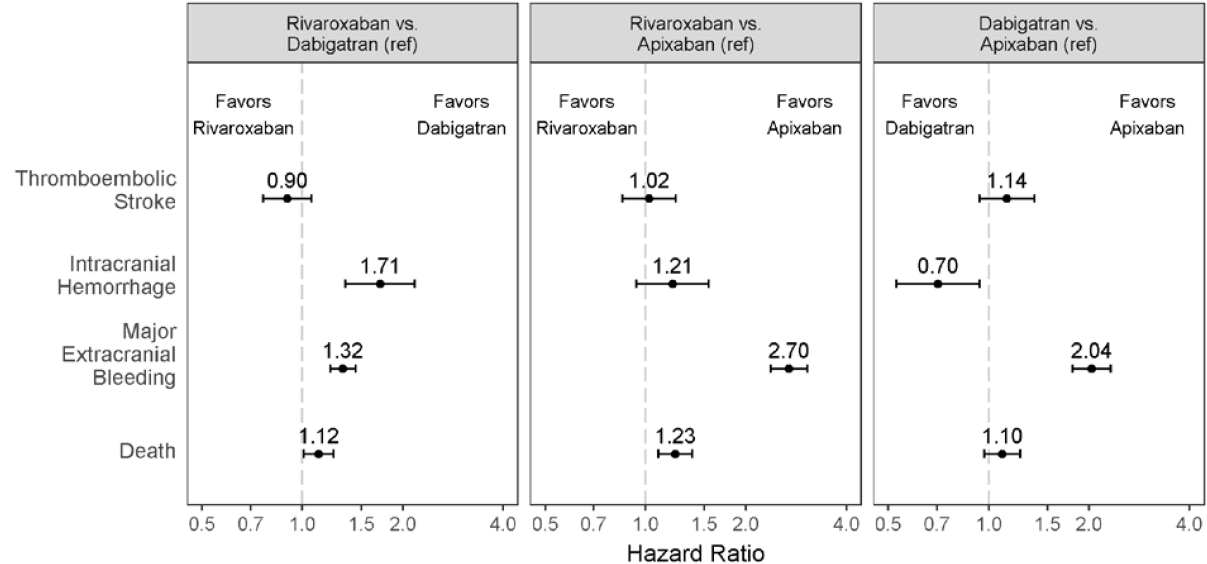 Rivaroxaban vs.
Dabigatran (ref)
Rivaroxaban vs.
Apixaban (ref)
Dabigatran vs.
Apixaban (ref)
Favors
Rivaroxaban
Favors
Dabigatran
Favors
Rivaroxaban
Favors
Apixaban
Favors
Dabigatran
Favors
Apixaban
Thromboembolic
Stroke
0.90
1.02
1.14
Intracranial
Hemorrhage
1.71
1.21
0.70
Major
Extracranial
Bleeding
1.32
2.70
2.04
Death
1.12
1.23
1.10
0.5 0.7 1.0 1.5 2.0 4.0
0.5 0.7 1.0 1.5 2.0 4.0
0.5 0.7 1.0 1.5 2.0 4.0
Hazard Ratio